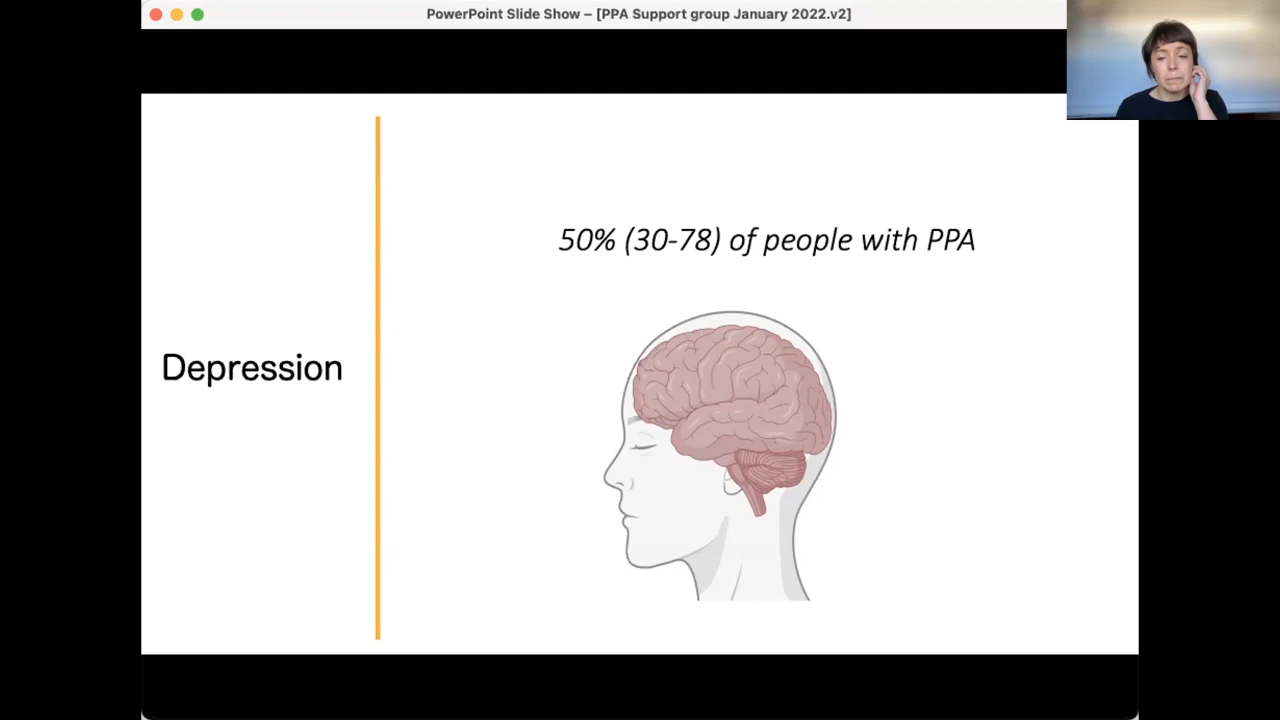 PowerPoint Slide Show – [PPA Support group January 2022.v2]
50% (30-78) of people with PPA
Depression